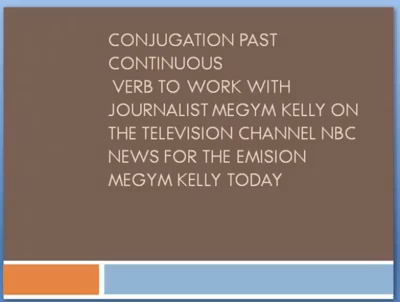 CONJUGATION PAST
CONTINUOUS
VERB TO WORK WITH
JOURNALIST MEGYM KELLY ON
THE TELEVISION CHANNEL NBC
NEWS FOR THE EMISION
MEGYM KELLY TODAY